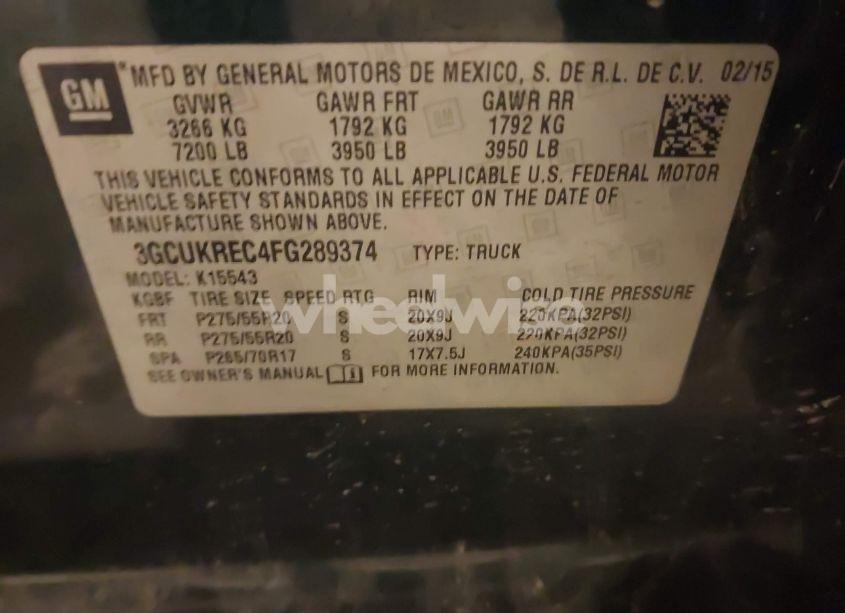 GM *MFD BY GENERAL MOTORS DE MEXICO, S. DE R.L. DE C.V. 02/15
GVWR GAWR FRT GAWR RR
3266 KG 1792 KG 1792 KG
7200 LB 3950 LB 3950 LB
THIS VEHICLE CONFORMS TO ALL APPLICABLE U.S. FEDERAL MOTOR
VEHICLE SAFETY STANDARDS IN EFFECT ON THE DATE OF
MANUFACTURE SHOWN ABOVE.
3GCUKREC4FG289374 TYPE: TRUCK
MODEL: K15543
KGBF TIRE SIZE SPEED RTG RIM COLD TIRE PRESSURE
FRT P275/55R20 S 20X9J 220KPA(32PSI)
RR P275/55R20 S 20X9J 220KPA(32PSI)
SPA P265/70R17 S 17X7.5J 240KPA(35PSI)
SEE OWNER'S MANUAL FOR MORE INFORMATION.